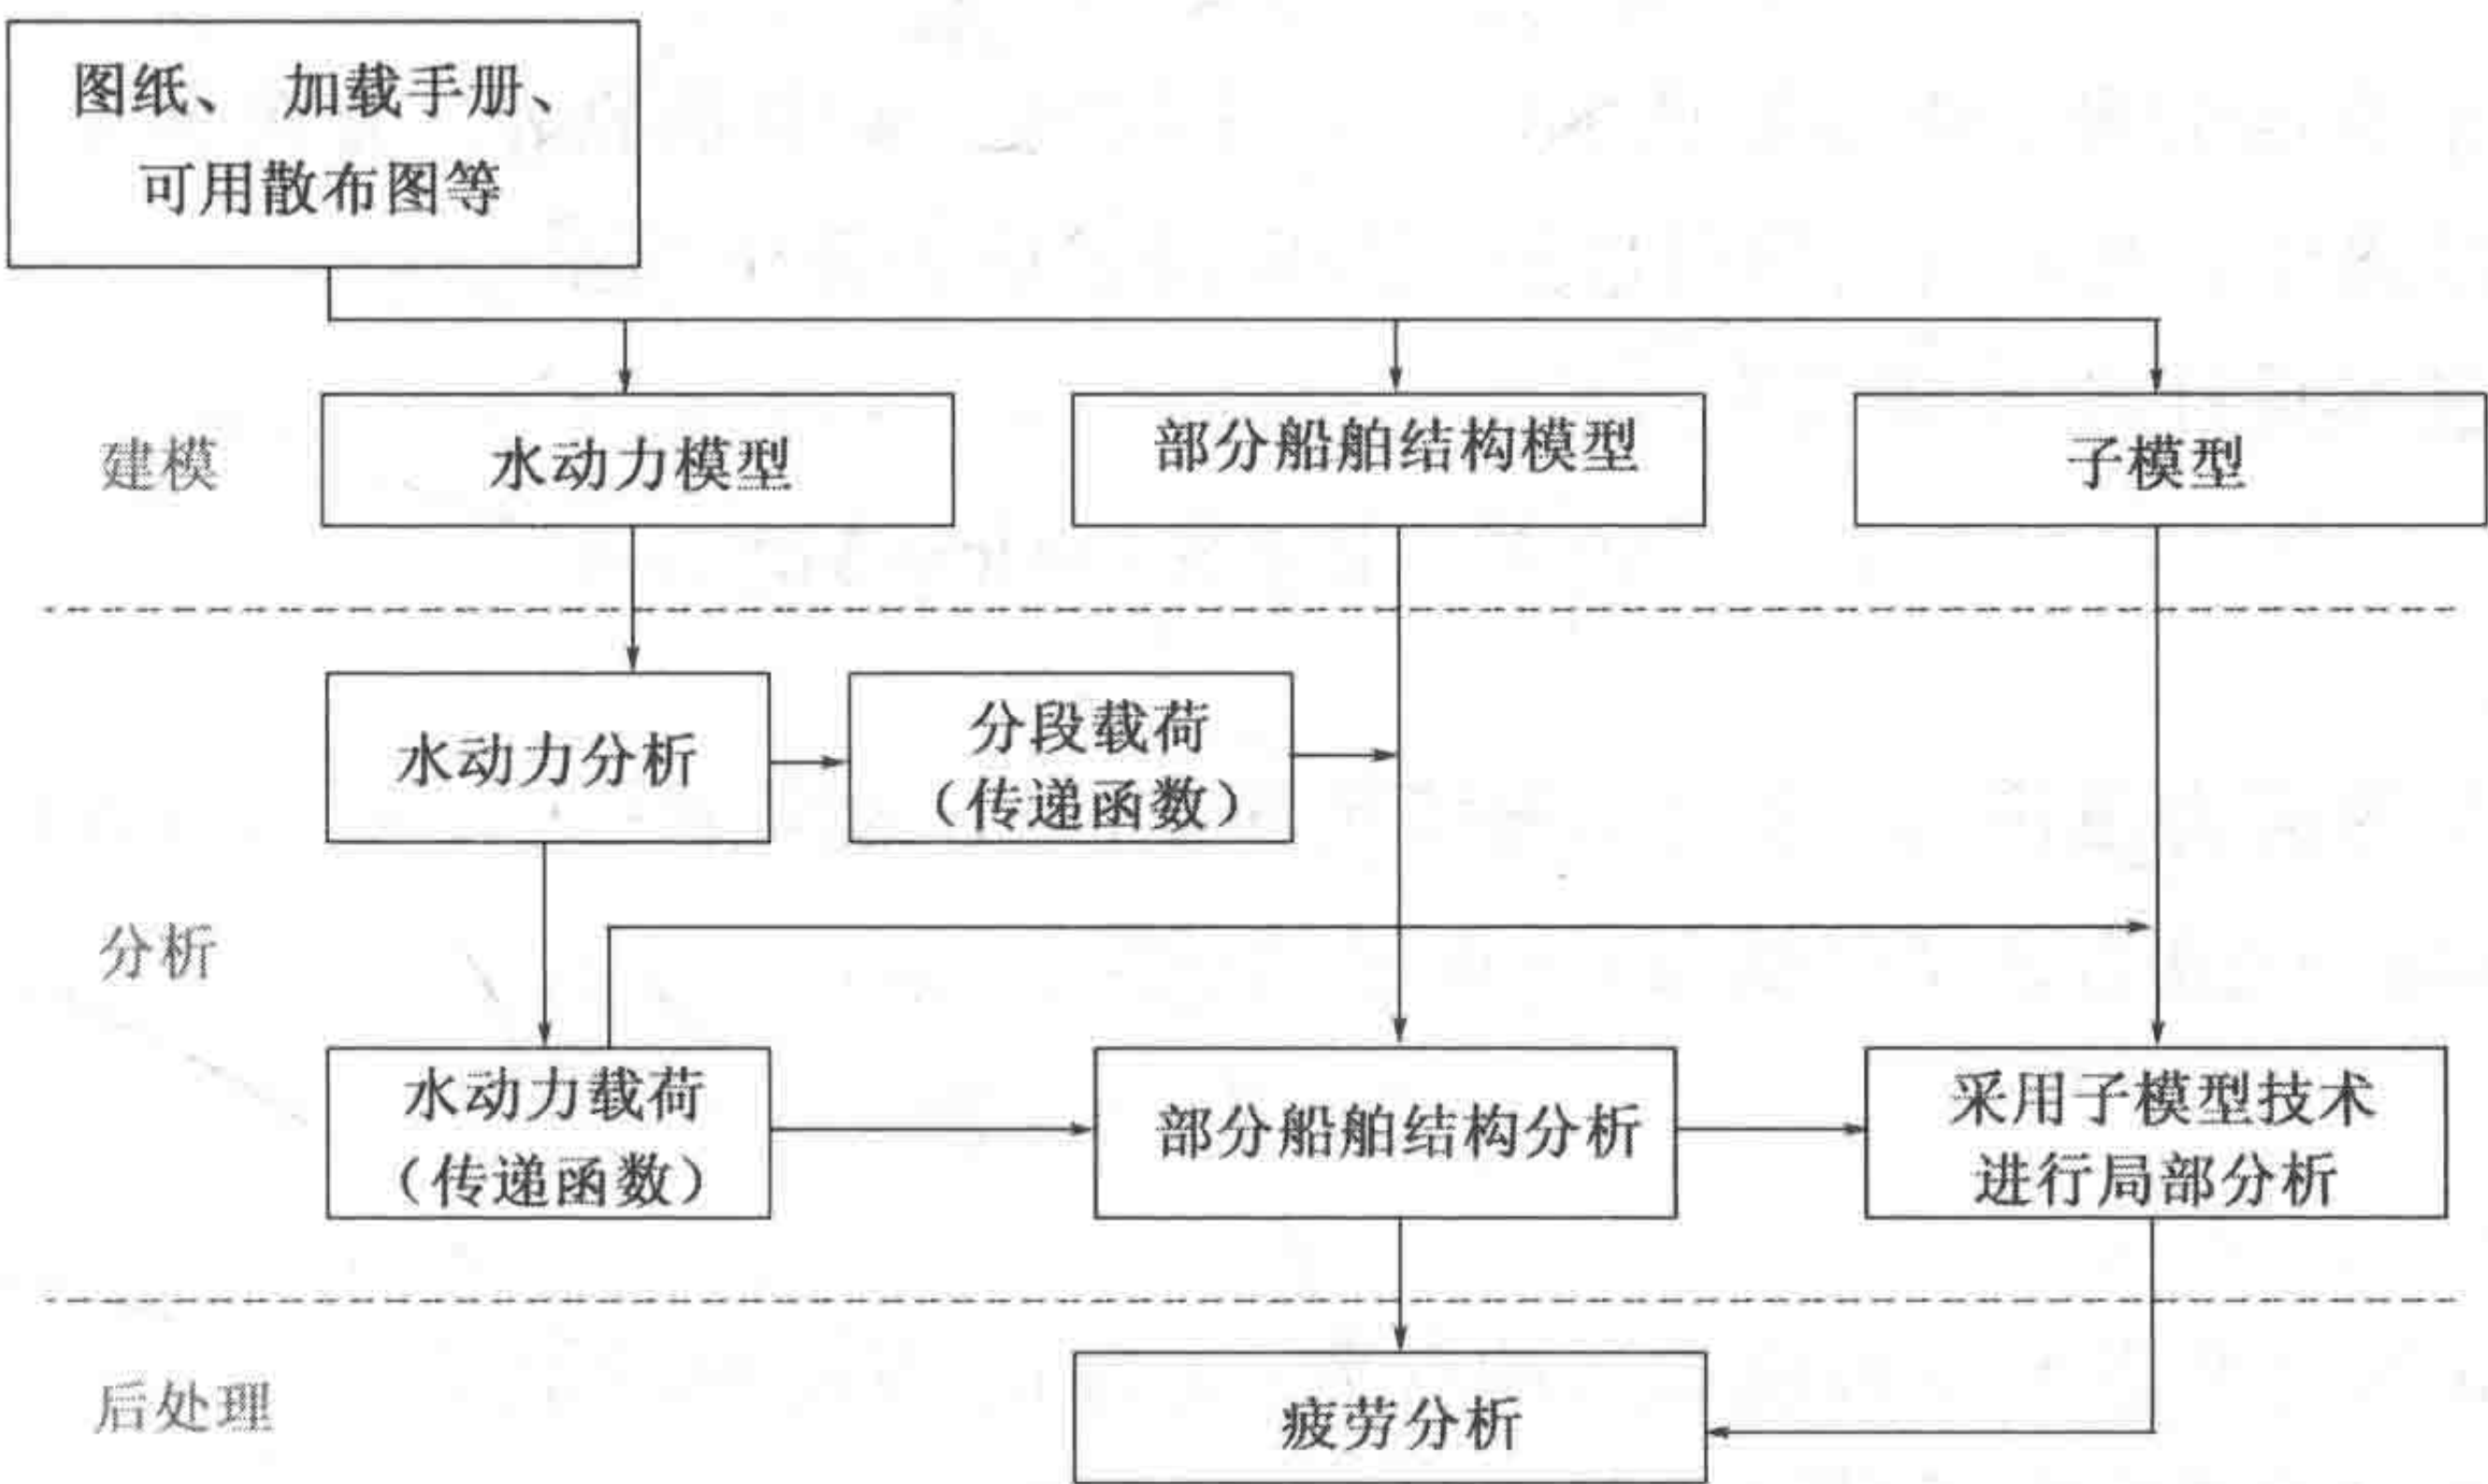 图纸、 加载手册、
可用散布图等
建模
水动力模型
部分船舶结构模型
子模型
水动力分析
分段载荷
（传递函数）
分析
水动力载荷
（传递函数）
部分船舶结构分析
采用子模型技术
进行局部分析
后处理
疲劳分析